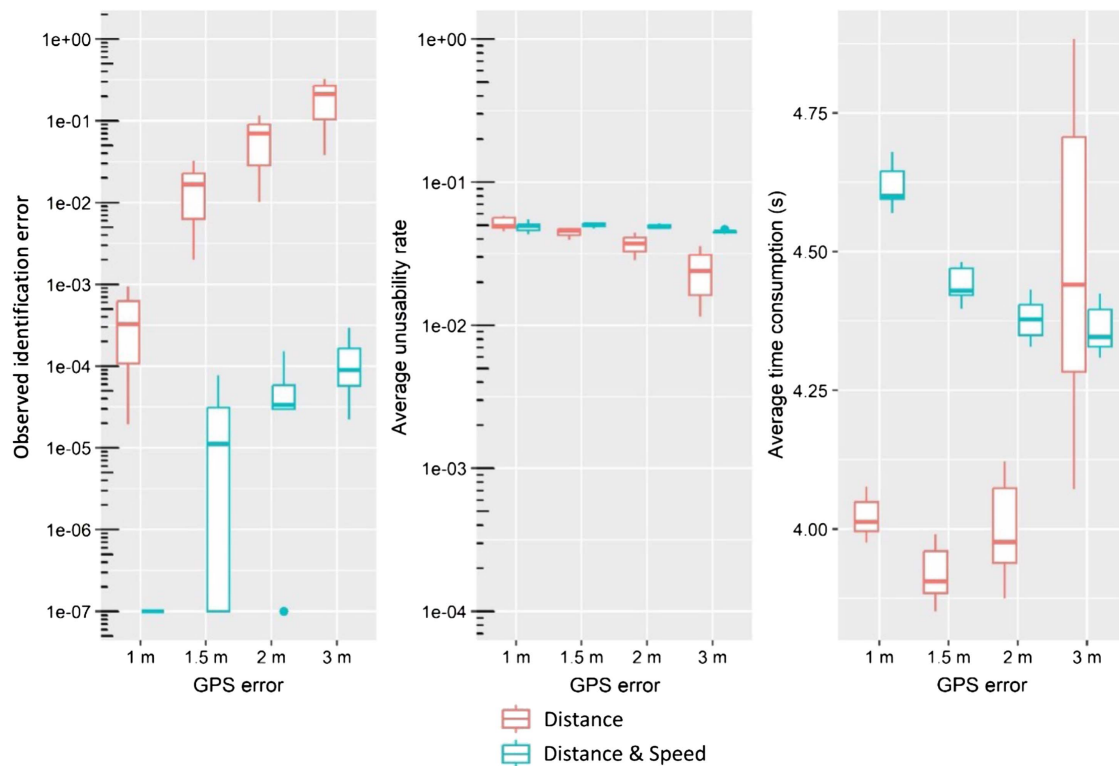 Observed identification error
1e+00
1e-01
1e-02
1e-03
1e-04
1e-05
1e-06
1e-07
1 m 1.5 m 2 m 3 m
GPS error
Average unusability rate
1e+00
1e-01
1e-02
1e-03
1e-04
1 m 1.5 m 2 m 3 m
GPS error
Average time consumption (s)
4.75
4.50
4.25
4.00
1 m 1.5 m 2 m 3 m
GPS error
Distance
Distance & Speed